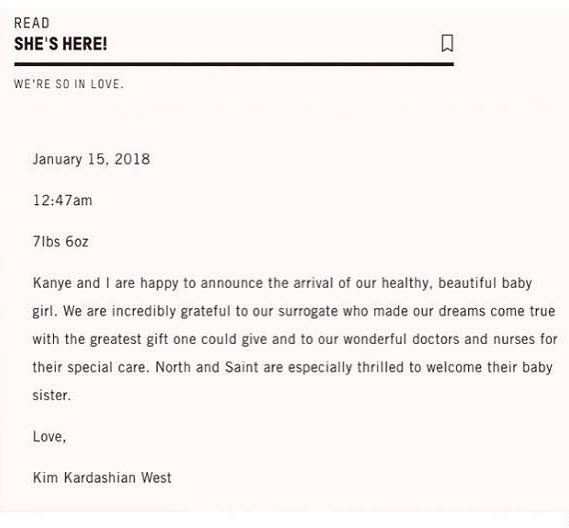 READ
SHE'S HERE!
WE'RE SO IN LOVE.
January 15, 2018
12:47am
7lbs 6oz
Kanye and I are happy to announce the arrival of our healthy, beautiful baby
girl. We are incredibly grateful to our surrogate who made our dreams come true
with the greatest gift one could give and to our wonderful doctors and nurses for
their special care. North and Saint are especially thrilled to welcome their baby
sister.
Love,
Kim Kardashian West